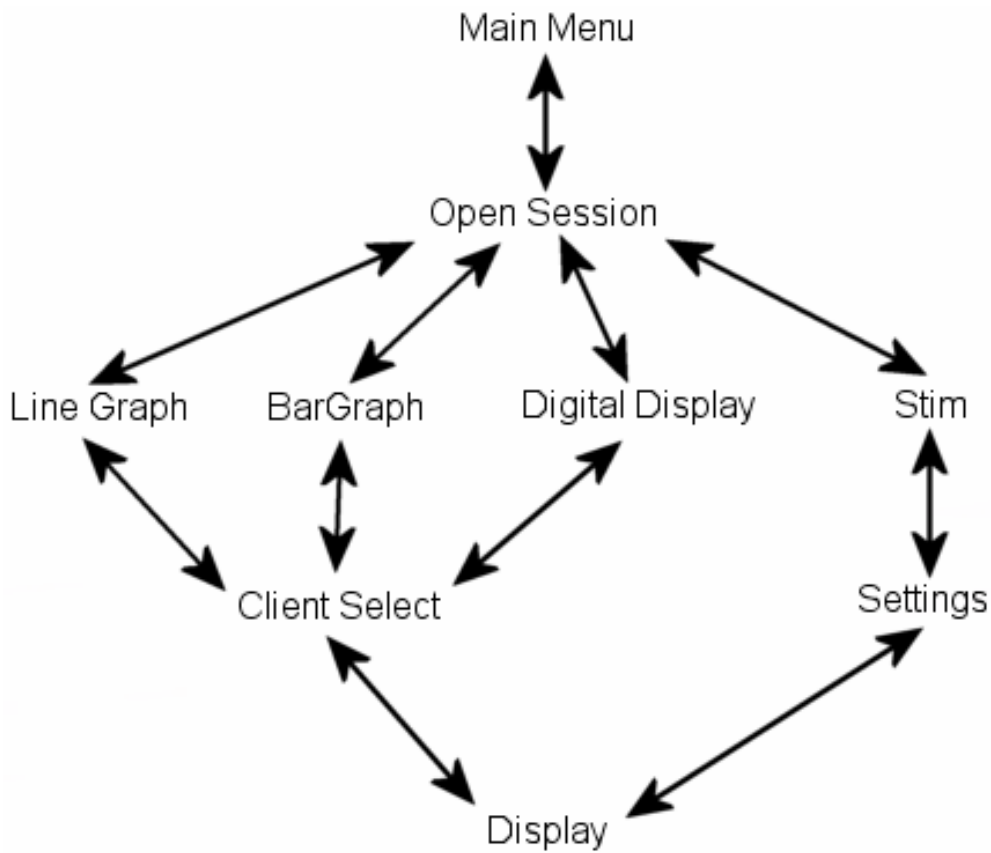 Main Menu
Open Session
Line Graph
BarGraph
Digital Display
Stim
Client Select
Settings
Display